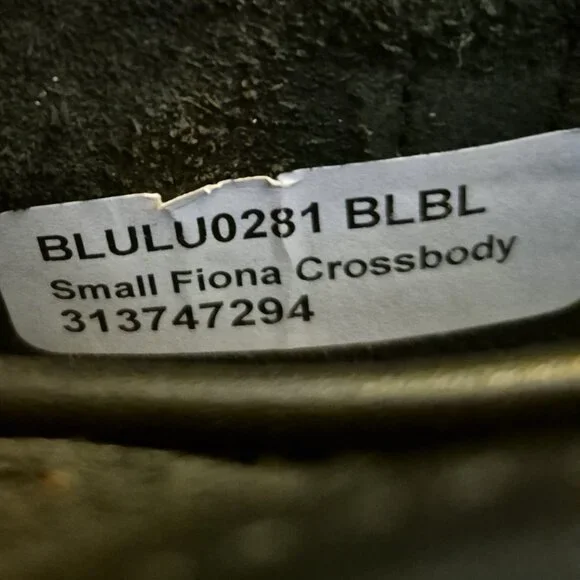 BLULU0281 BLBL
Small Fiona Crossbody
313747294